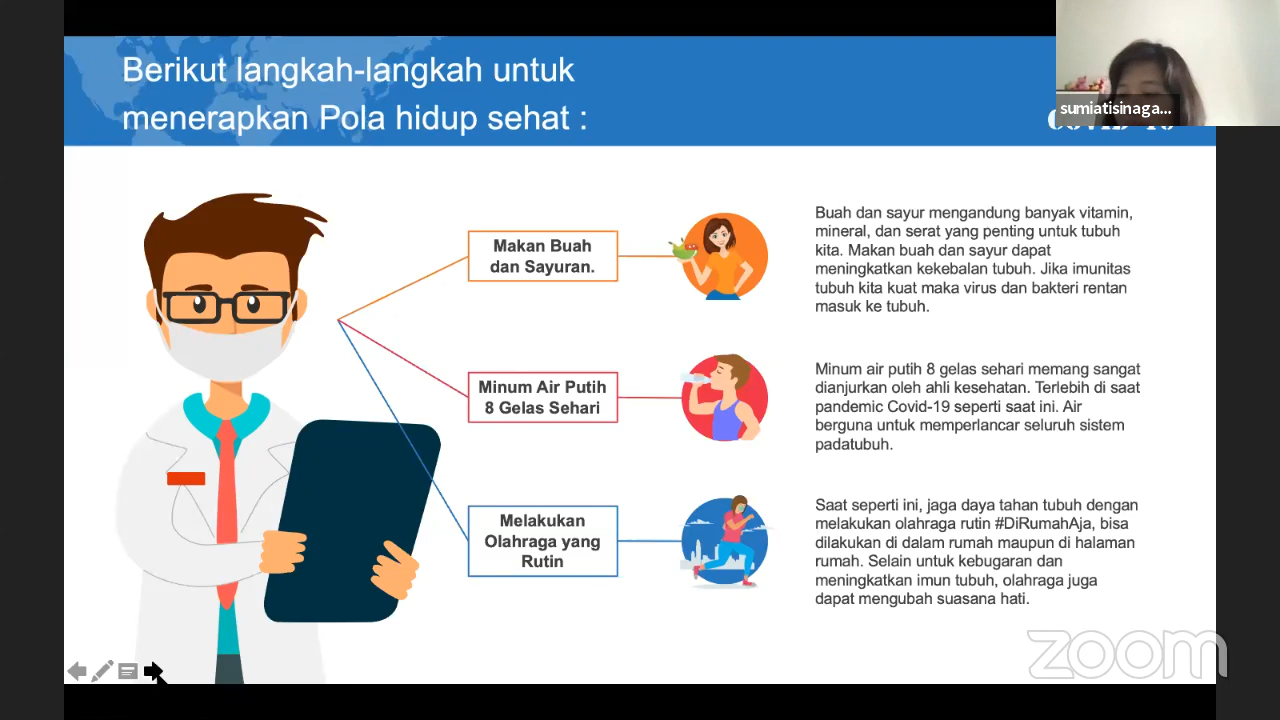 Berikut langkah-langkah untuk
menerapkan Pola hidup sehat :
sumiatisinaga...
Makan Buah
dan Sayuran.
Buah dan sayur mengandung banyak vitamin,
mineral, dan serat yang penting untuk tubuh
kita. Makan buah dan sayur dapat
meningkatkan kekebalan tubuh. Jika imunitas
tubuh kita kuat maka virus dan bakteri rentan
masuk ke tubuh.
Minum Air Putih
8 Gelas Sehari
Minum air putih 8 gelas sehari memang sangat
dianjurkan oleh ahli kesehatan. Terlebih di saat
pandemic Covid-19 seperti saat ini. Air
berguna untuk memperlancar seluruh sistem
padatubuh.
Melakukan
Olahraga yang
Rutin
Saat seperti ini, jaga daya tahan tubuh dengan
melakukan olahraga rutin #DiRumahAja, bisa
dilakukan di dalam rumah maupun di halaman
rumah. Selain untuk kebugaran dan
meningkatkan imun tubuh, olahraga juga
dapat mengubah suasana hati.
zoom